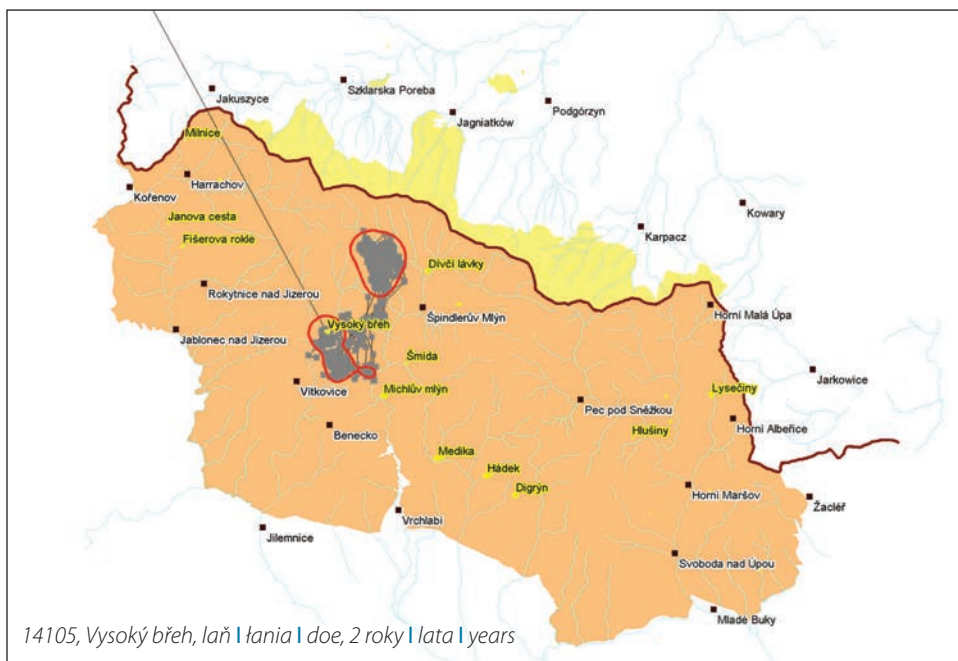 Szklarska Poreba
Jakuszyce
Podgórzyn
Jagniatków
Milnice
Harrachov
Kořenov
Kowary
Janova cesta
Karpacz
Fišerova rokle
Dívčí lávky
Rokytnice nad Jizerou
Špindlerův Mlýn
Horní Malá Úpa
Vysoký břeh
Jablonec nad Jizerou
Šmída
Jarkowice
Vítkovice
Michlův mlýn
Lysečiny
Pec pod Sněžkou
Benecko
Hlušiny
Horní Albeřice
Medika
Hádek
Digrýn
Horní Maršov
Žacléř
Vrchlabí
Jilemnice
Svoboda nad Úpou
Mladé Buky
14105, Vysoký břeh, laň | łania | doe, 2 roky | lata | years